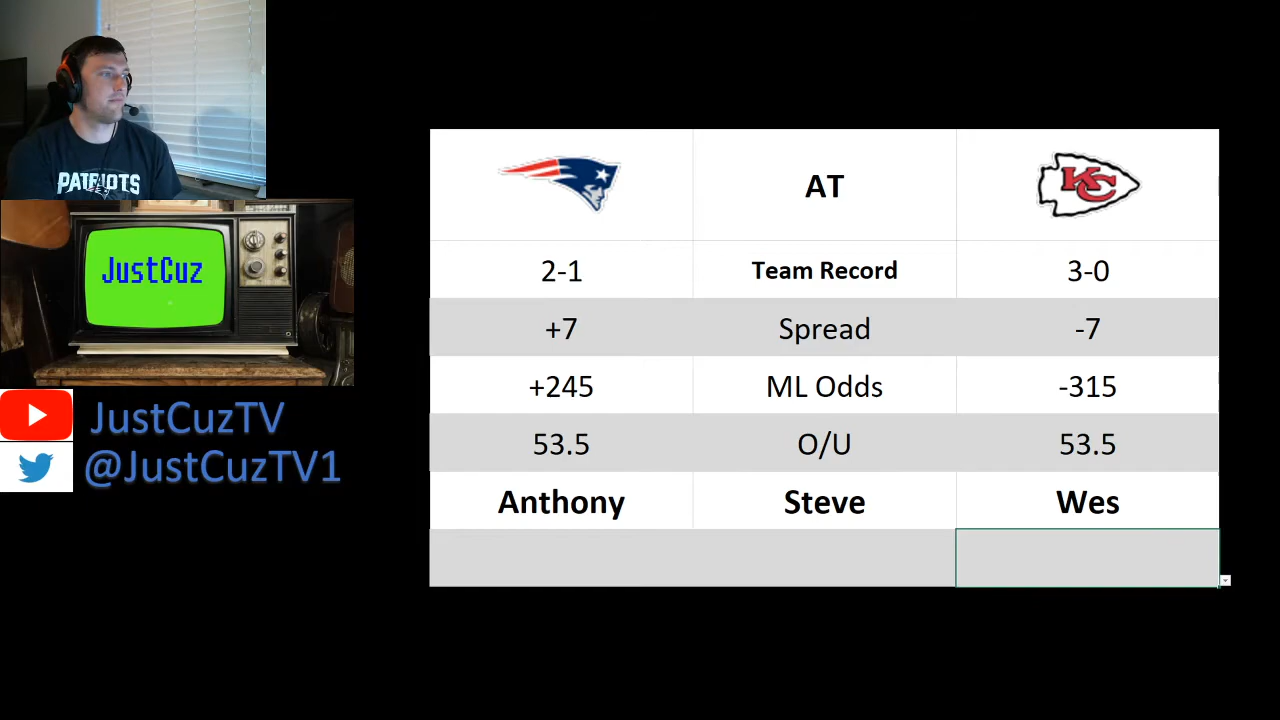 PATRIOTS
JustCuz
JustCuzTV
@JustCuzTV1
AT
KC
2-1 Team Record 3-0
+7 Spread -7
+245 ML Odds -315
53.5 O/U 53.5
Anthony Steve Wes